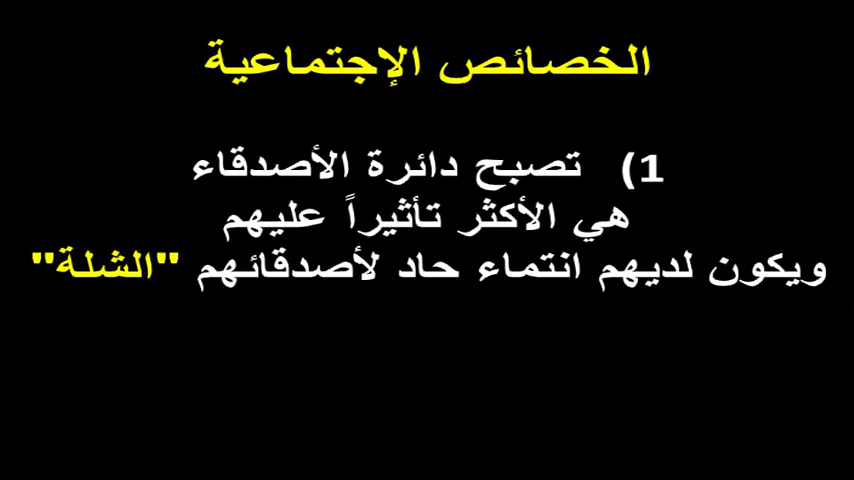 الخصائص الإجتماعية
1) تصبح دائرة الأصدقاء
هي الأكثر تأثيراً عليهم
ويكون لديهم انتماء حاد لأصدقائهم "الشلة"